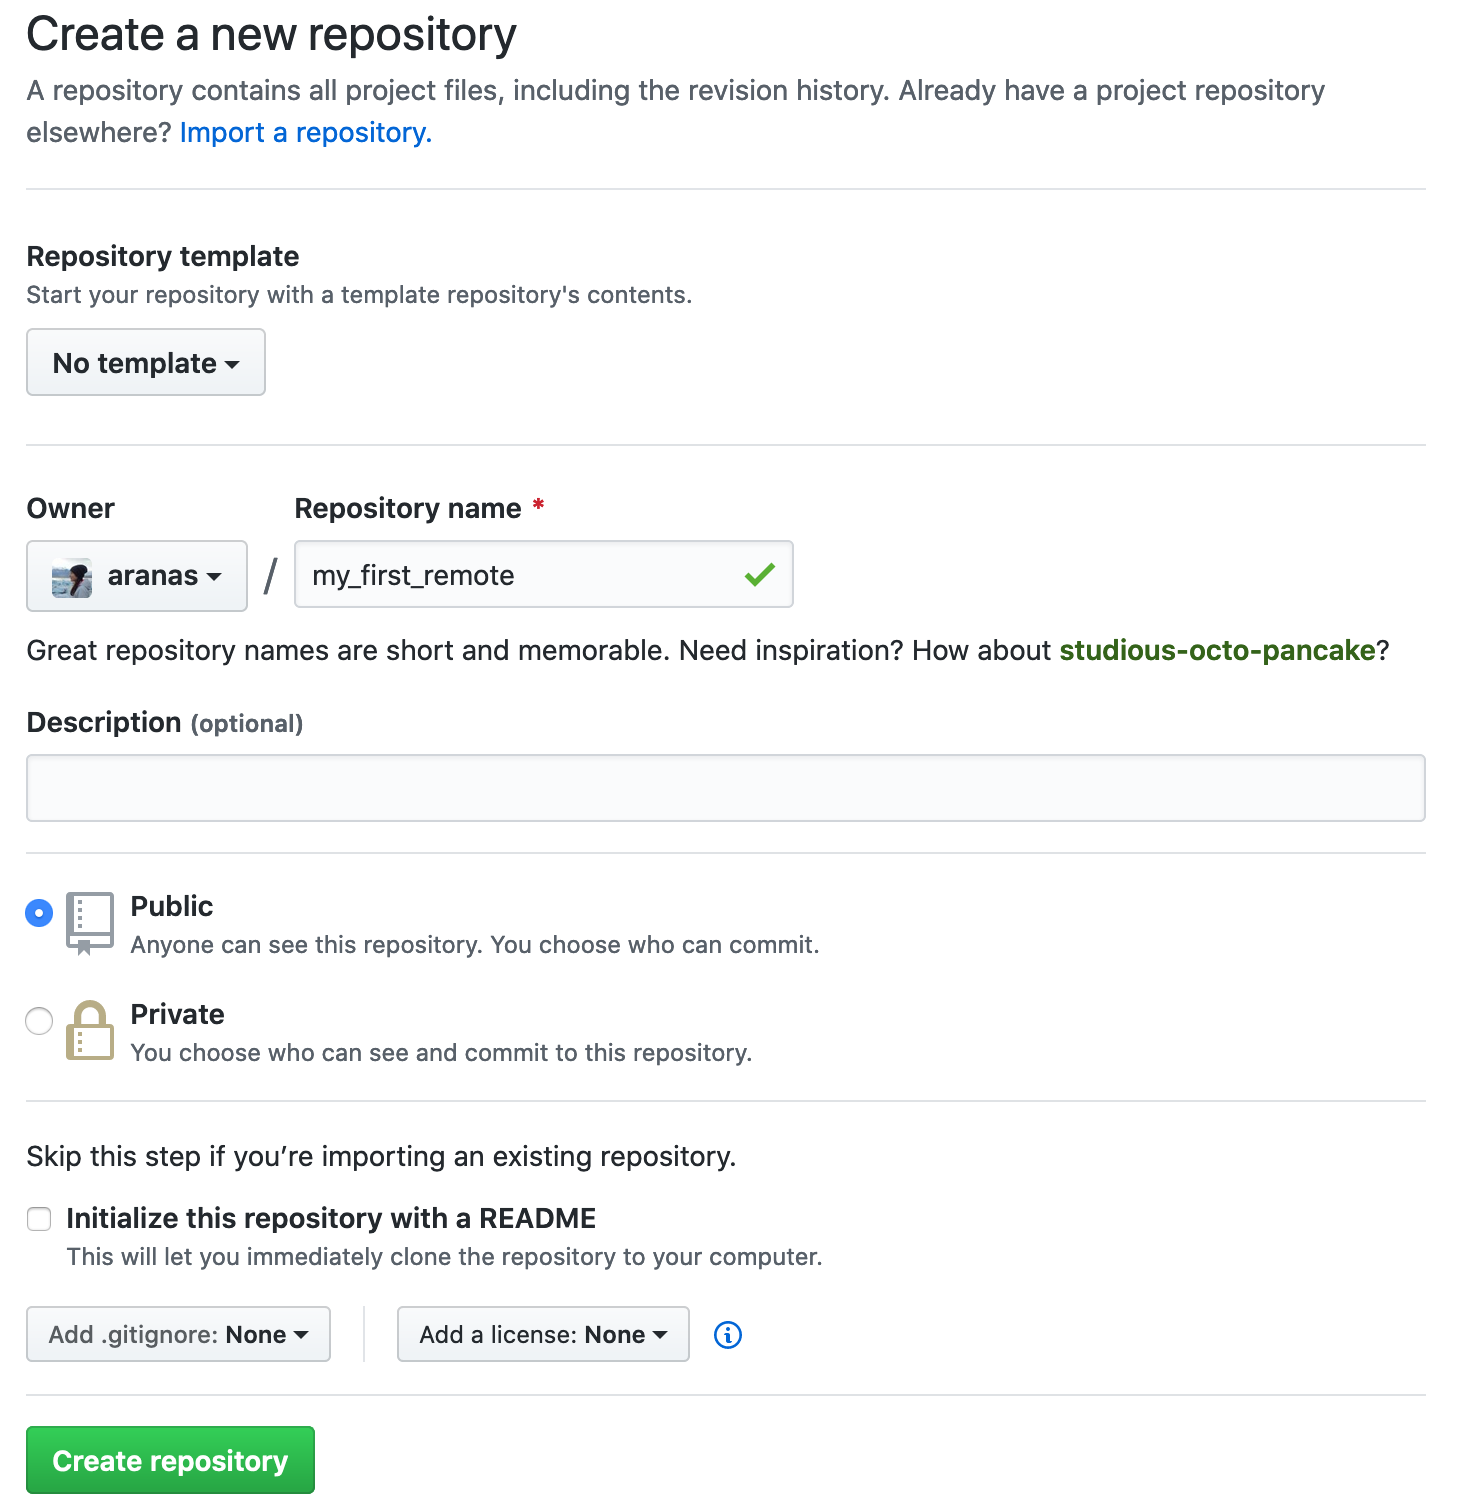 Create a new repository
A repository contains all project files, including the revision history. Already have a project repository
elsewhere? Import a repository.
Repository template
Start your repository with a template repository's contents.
No template
Owner Repository name *
aranas / my_first_remote
Great repository names are short and memorable. Need inspiration? How about studious-octo-pancake?
Description (optional)
Public
Anyone can see this repository. You choose who can commit.
Private
You choose who can see and commit to this repository.
Skip this step if you’re importing an existing repository.
Initialize this repository with a README
This will let you immediately clone the repository to your computer.
Add .gitignore: None Add a license: None
Create repository